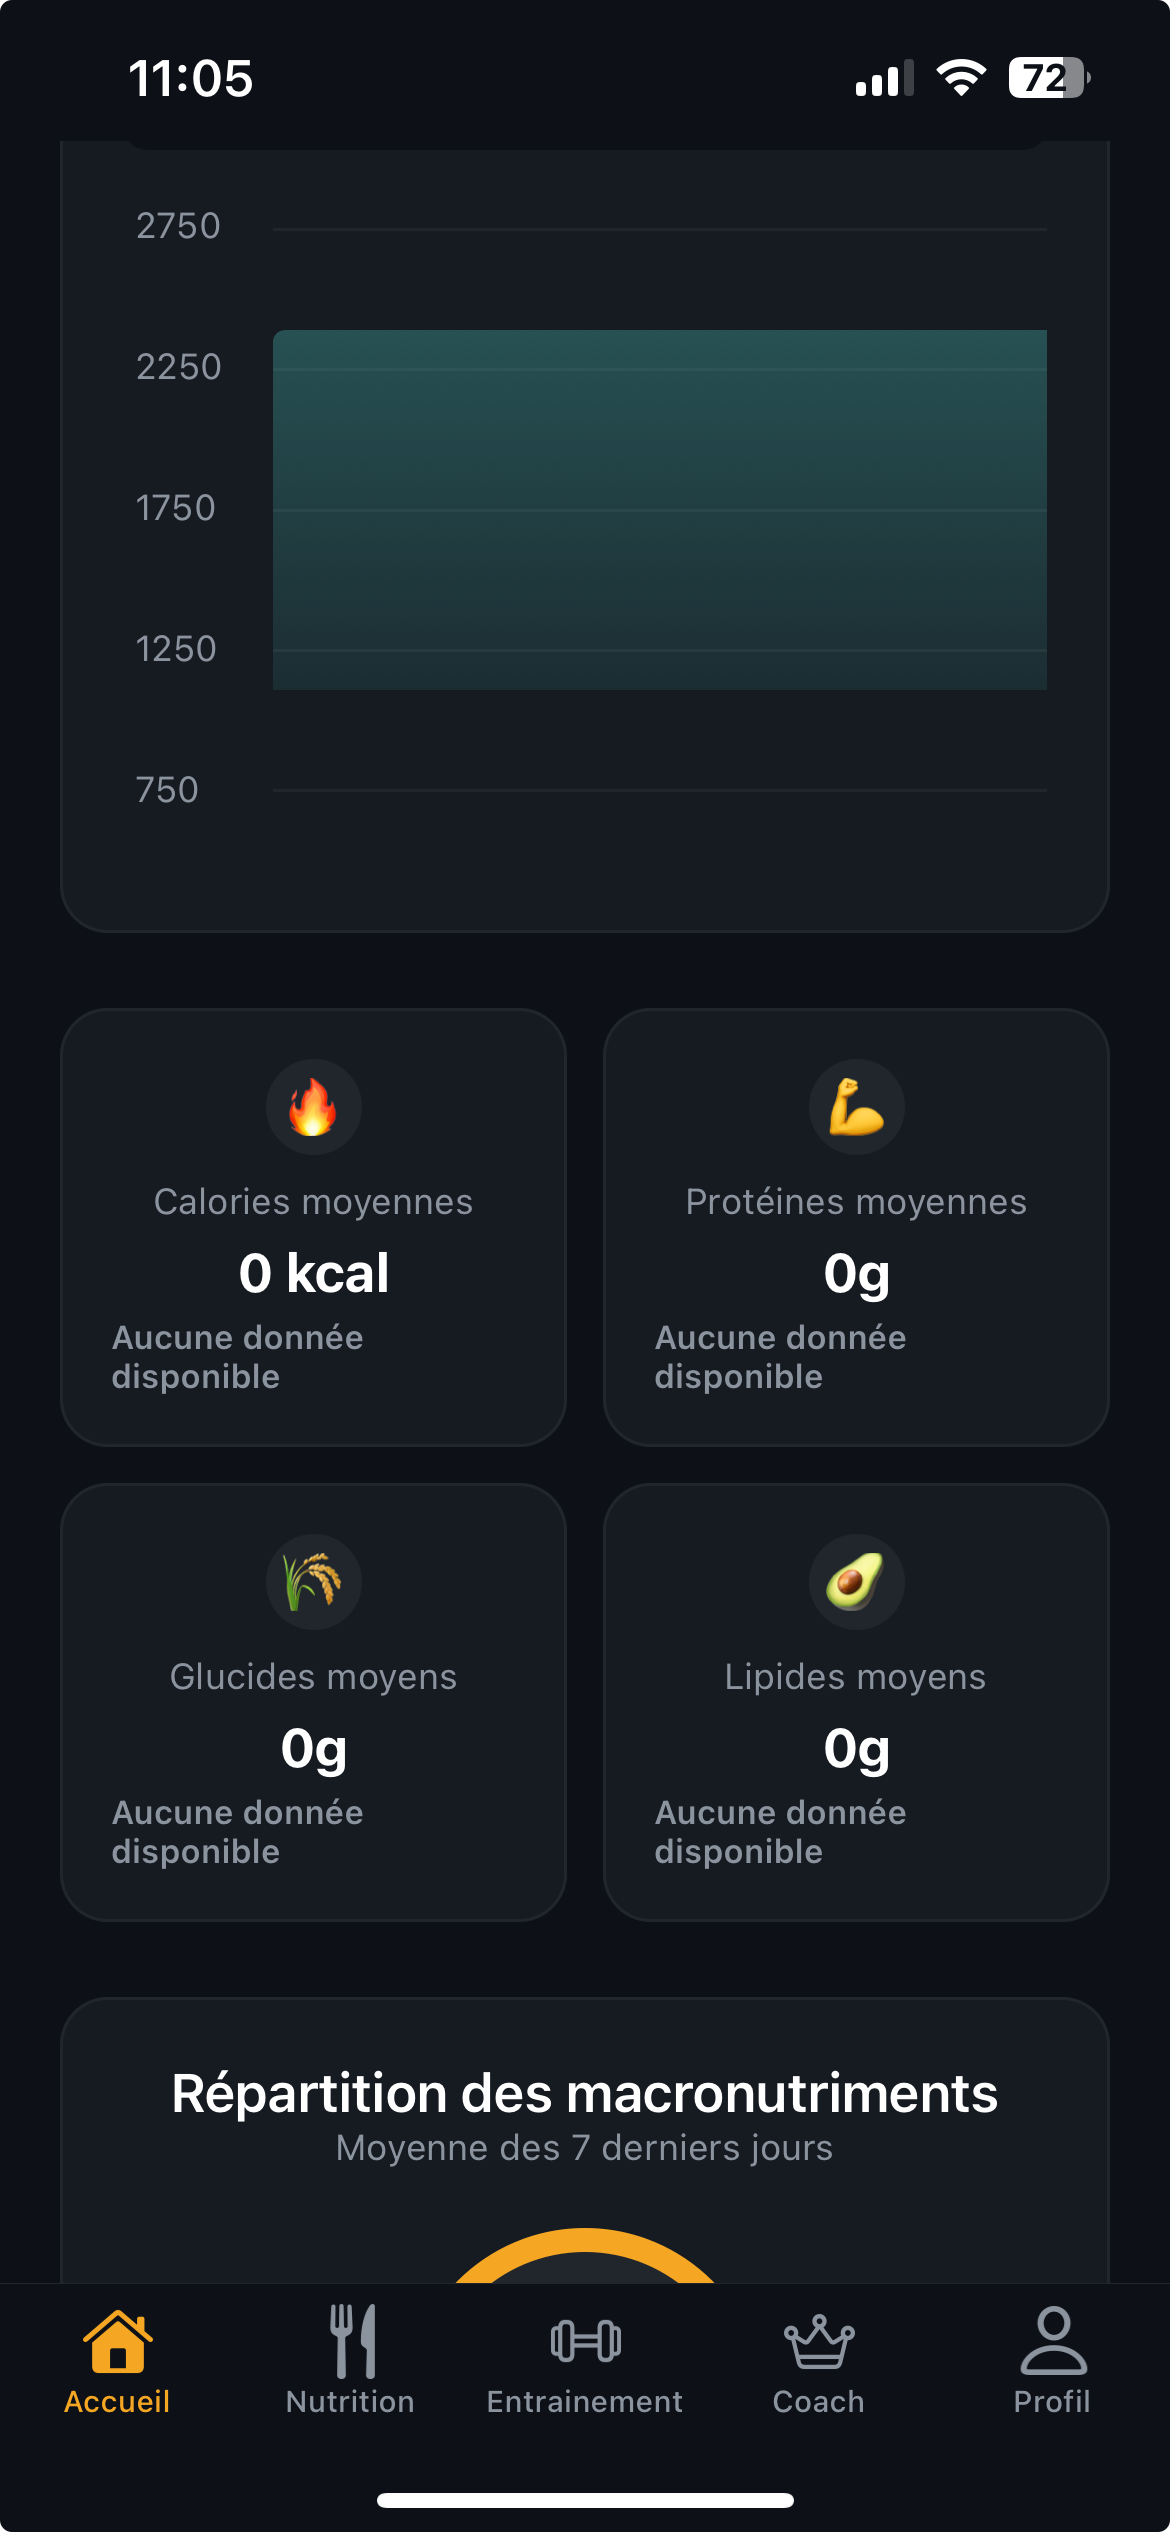 11:05
72
2750
2250
1750
1250
750
Calories moyennes
0 kcal
Aucune donnée
disponible
Protéines moyennes
0g
Aucune donnée
disponible
Glucides moyens
0g
Aucune donnée
disponible
Lipides moyens
0g
Aucune donnée
disponible
Répartition des macronutriments
Moyenne des 7 derniers jours
Accueil
Nutrition
Entrainement
Coach
Profil